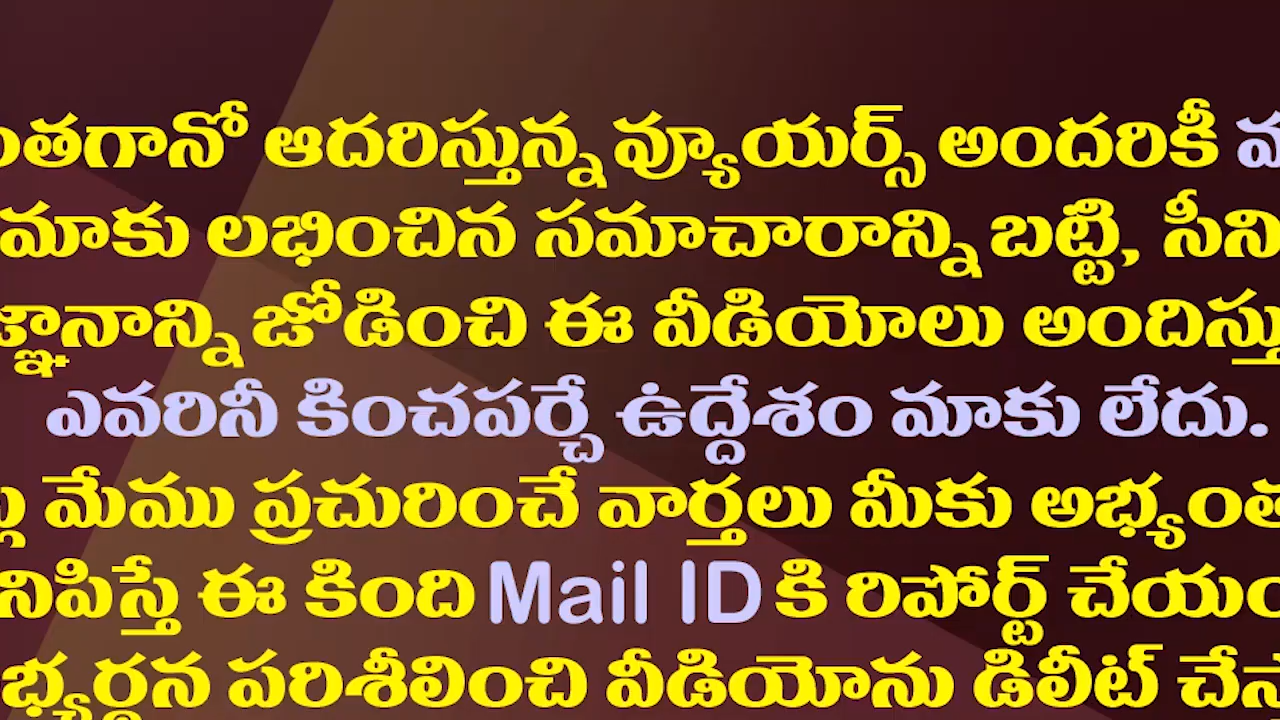 ంతగానో ఆదరిస్తున్న వ్యూయర్స్ అందరికీ
మాకు లభించిన సమాచారాన్ని బట్టి, సీని
జ్ఞానాన్ని జోడించి ఈ వీడియోలు అందిస్తు
ఎవరినీ కించపర్చే ఉద్దేశం మాకు లేదు.
మేము ప్రచురించే వార్తలు మీకు అభ్యంత
నిపిస్తే ఈ కింది Mail ID కి రిపోర్ట్ చేయం
భ్యర్థన పరిశీలించి వీడియోను డిలీట్ చేస